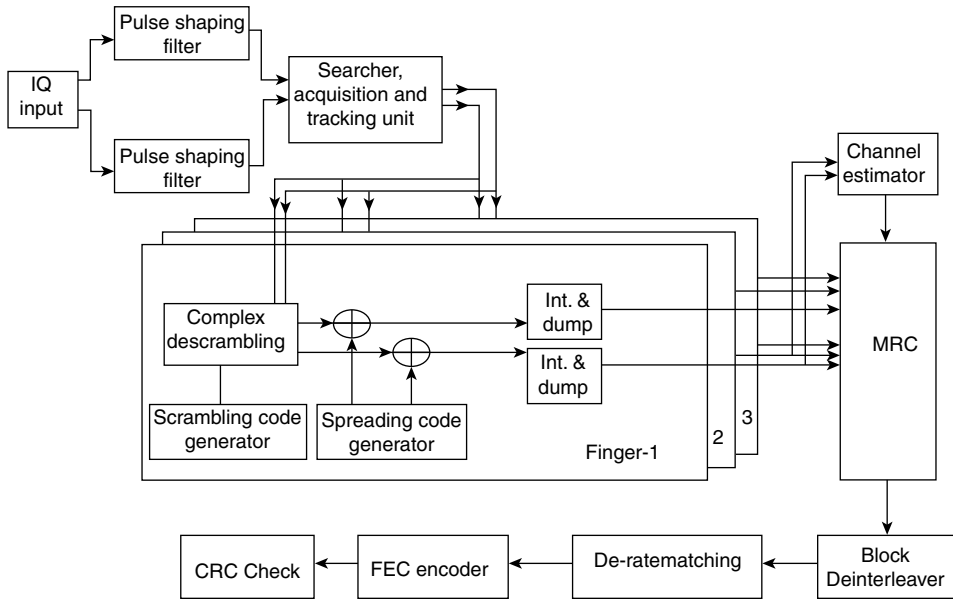 Pulse shaping
filter
IQ
input
Searcher,
acquisition and
tracking unit
Pulse shaping
filter
Channel
estimator
Complex
descrambling
Int. &
dump
Int. &
dump
MRC
Scrambling code
generator
Spreading code
generator
Finger-1
2
3
CRC Check
FEC encoder
De-ratematching
Block
Deinterleaver